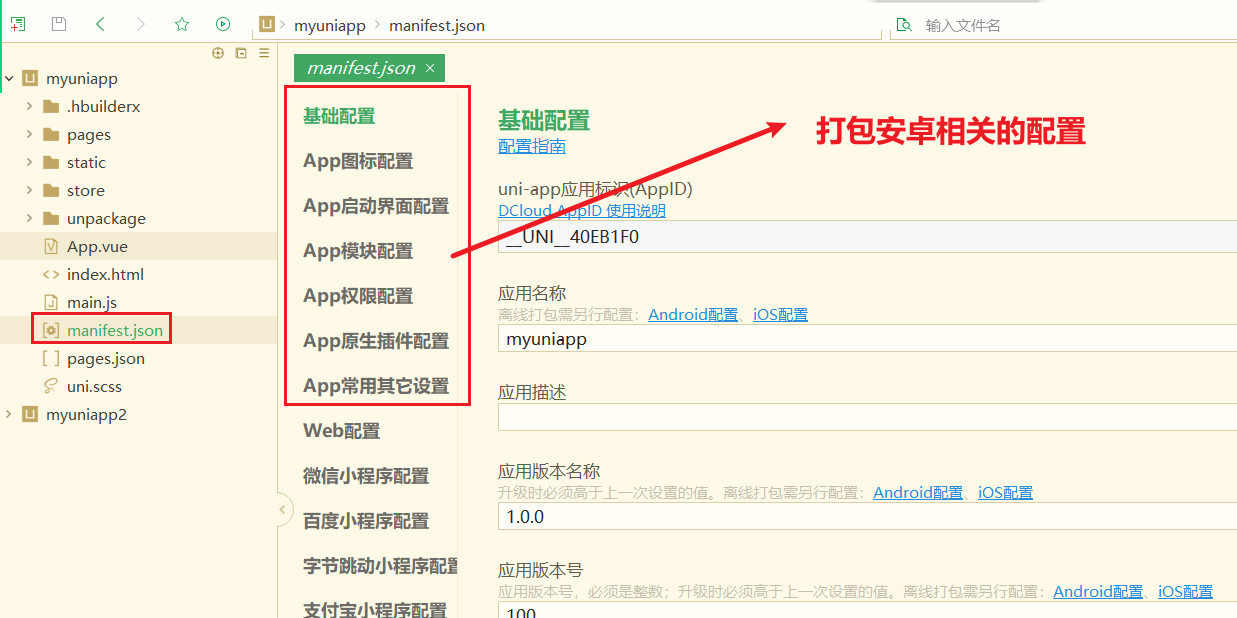 myuniapp
manifest.json
输入文件名
myuniapp
.hbuilderx
pages
static
store
unpackage
App.vue
index.html
main.js
manifest.json
pages.json
uni.scss
myuniapp2
manifest.json
基础配置
App图标配置
App启动界面配置
App模块配置
App权限配置
App原生插件配置
App常用其它设置
Web配置
微信小程序配置
百度小程序配置
字节跳动小程序配置
支付宝小程序配置
基础配置
配置指南
打包安卓相关的配置
uni-app应用标识(AppID)
DCloud AppID 使用说明
__UNI__40EB1F0
应用名称
离线打包需另行配置：Android配置、iOS配置
myuniapp
应用描述
应用版本名称
升级时必须高于上一次设置的值。离线打包需另行配置：Android配置、iOS配置
1.0.0
应用版本号
应用版本号，必须是整数；升级时必须高于上一次设置的值。离线打包需另行配置：Android配置、iOS配置
100